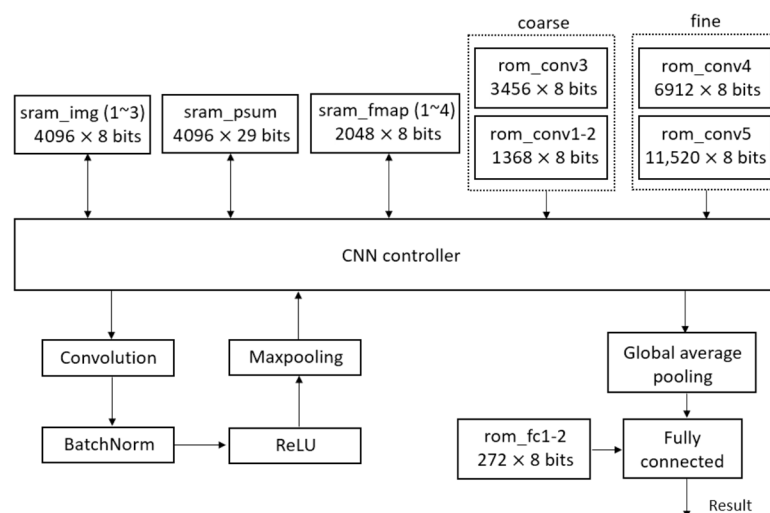 coarse
fine
rom_conv3
3456 × 8 bits
rom_conv4
6912 × 8 bits
sram_img (1~3)
4096 × 8 bits
sram_psum
4096 × 29 bits
sram_fmap (1~4)
2048 × 8 bits
rom_conv1-2
1368 × 8 bits
rom_conv5
11,520 × 8 bits
CNN controller
Convolution
Maxpooling
Global average
pooling
BatchNorm
ReLU
rom_fc1-2
272 × 8 bits
Fully
connected
Result